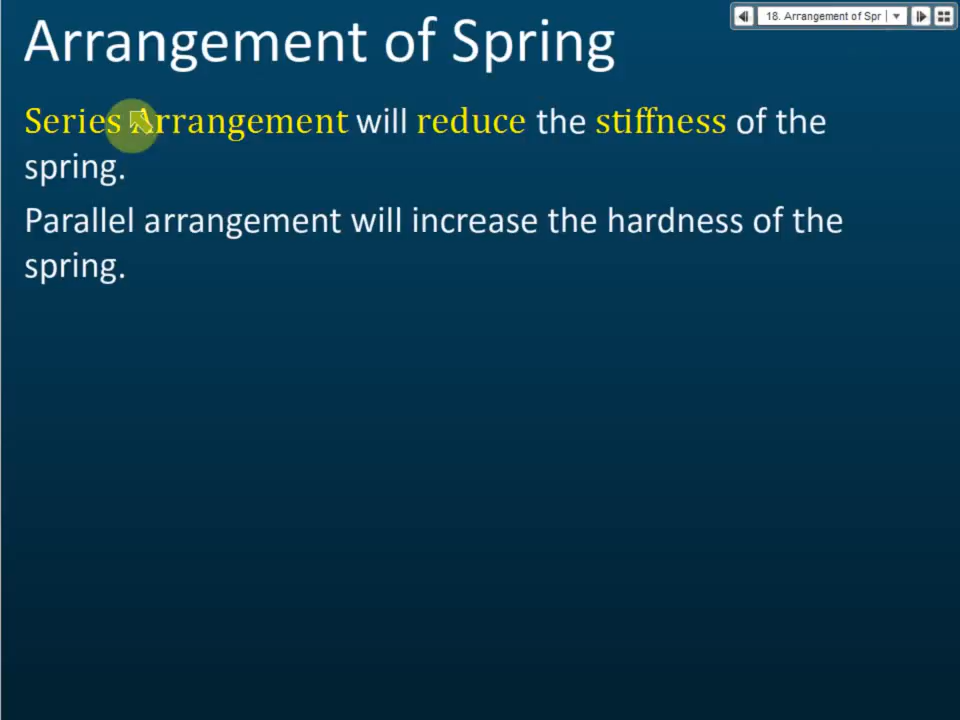 18. Arrangement of Spr
Arrangement of Spring
Series Arrangement will reduce the stiffness of the
spring.
Parallel arrangement will increase the hardness of the
spring.